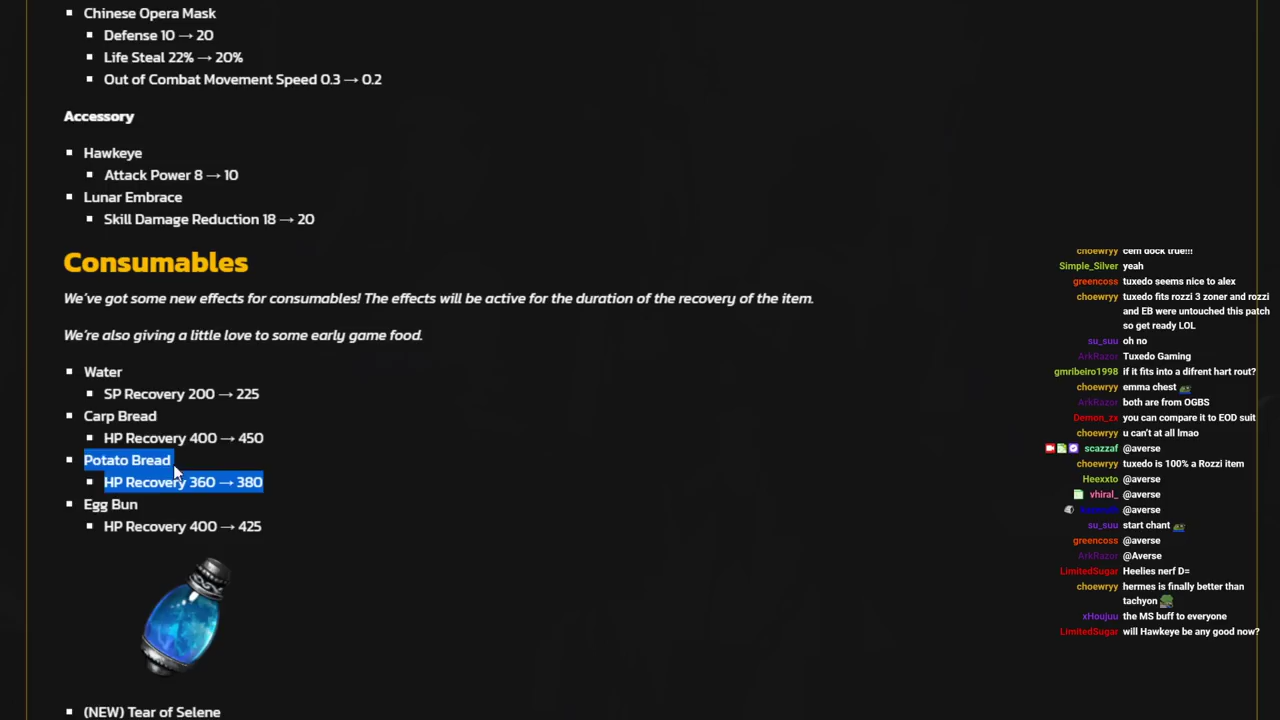 Chinese Opera Mask
Defense 10 → 20
Life Steal 22% → 20%
Out of Combat Movement Speed 0.3 → 0.2
Accessory
Hawkeye
Attack Power 8 → 10
Lunar Embrace
Skill Damage Reduction 18 → 20
Consumables
We've got some new effects for consumables! The effects will be active for the duration of the recovery of the item.
We're also giving a little love to some early game food.
Water
SP Recovery 200 → 225
Carp Bread
HP Recovery 400 → 450
Potato Bread
HP Recovery 360 → 380
Egg Bun
HP Recovery 400 → 425
(NEW) Tear of Selene
choewryy cem dock true!!!
Simple_Silver yeah
greencoss tuxedo seems nice to alex
choewryy tuxedo fits rozzi 3 zoner and rozzi
and EB were untouched this patch
so get ready LOL
su_suu oh no
ArkRazor Tuxedo Gaming
gmribeiro1998 if it fits into a difrent hart rout?
choewryy emma chest
ArkRazor both are from OGBS
Demon_zx you can compare it to EOD suit
choewryy u can't at all lmao
scazzaf @averse
choewryy tuxedo is 100% a Rozzi item
Heexxto @averse
vhiral_ @averse
@averse
su_suu start chant
greencoss @averse
ArkRazor @Averse
LimitedSugar Heelies nerf D=
choewryy hermes is finally better than
tachyon
xHoujuu the MS buff to everyone
LimitedSugar will Hawkeye be any good now?